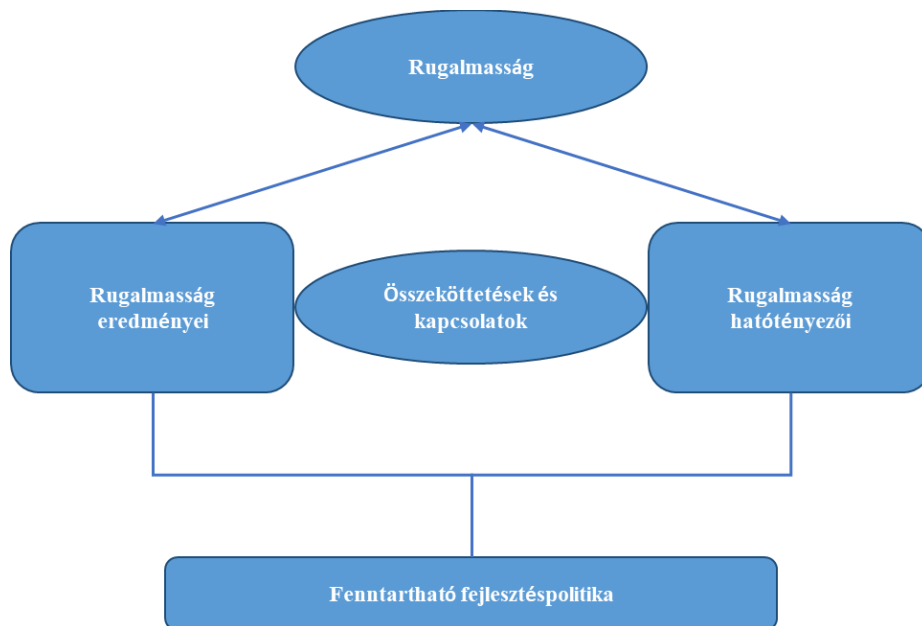 Rugalmasság
Rugalmasság
eredményei
Összeköttetések és
kapcsolatok
Rugalmasság
hatótényezői
Fenntartható fejlesztéspolitika